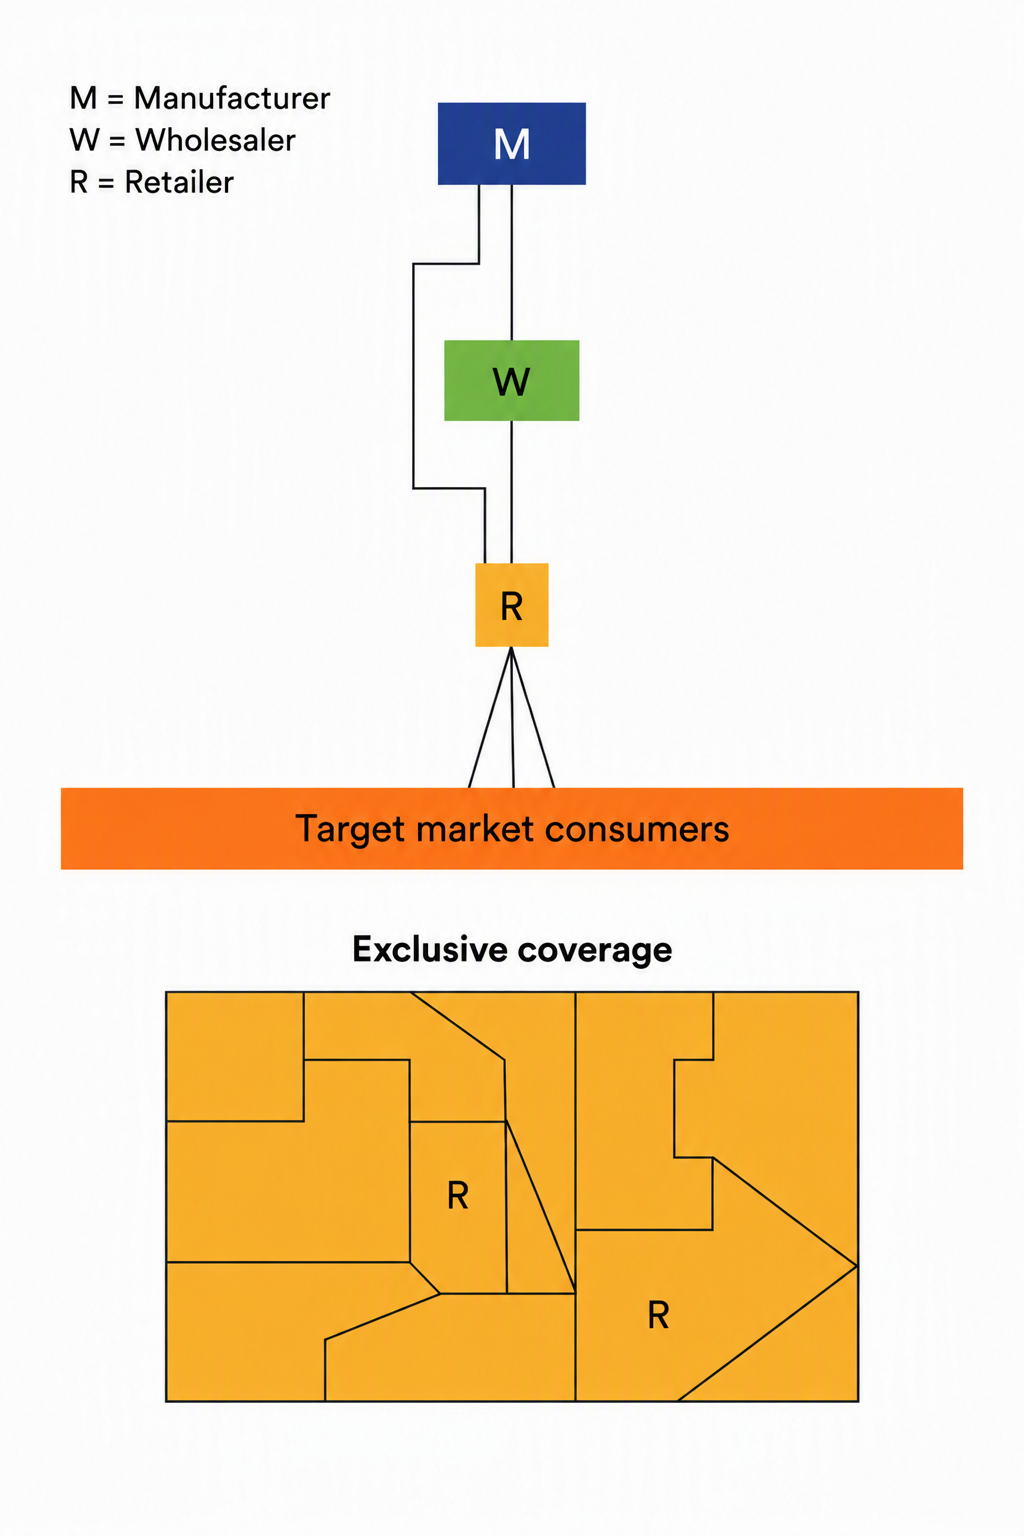 M = Manufacturer
W = Wholesaler
R = Retailer
M
W
R
Target market consumers
Exclusive coverage
R
R